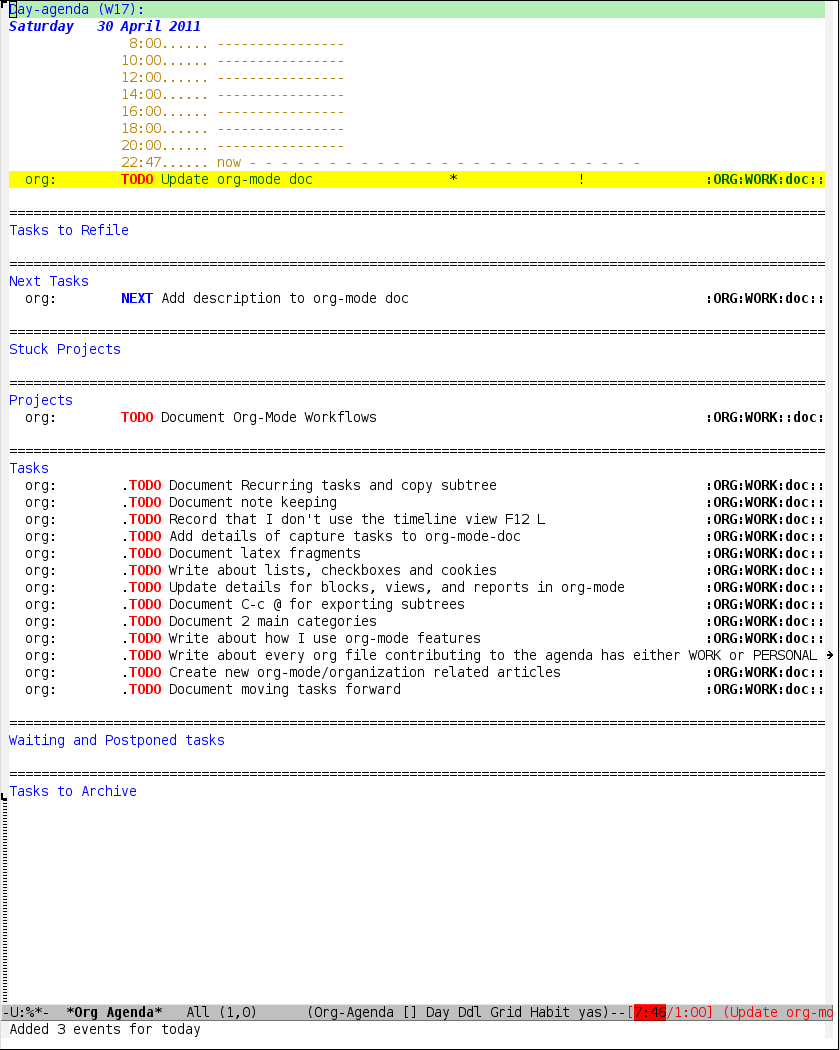 Day-agenda (W17):
Saturday   30 April 2011
               8:00...... ----------------
              10:00...... ----------------
              12:00...... ----------------
              14:00...... ----------------
              16:00...... ----------------
              18:00...... ----------------
              20:00...... ----------------
              22:47...... now - - - - - - - - - - - - - - - - - - - - - - - - -
  org:        TODO Update org-mode doc                 *               !               :ORG:WORK:doc::
======================================================================================================
Tasks to Refile
======================================================================================================
Next Tasks
  org:        NEXT Add description to org-mode doc                                     :ORG:WORK:doc::
======================================================================================================
Stuck Projects
======================================================================================================
Projects
  org:        TODO Document Org-Mode Workflows                                         :ORG:WORK::doc:
======================================================================================================
Tasks
  org:        .TODO Document Recurring tasks and copy subtree                          :ORG:WORK:doc::
  org:        .TODO Document note keeping                                              :ORG:WORK:doc::
  org:        .TODO Record that I don't use the timeline view F12 L                    :ORG:WORK:doc::
  org:        .TODO Add details of capture tasks to org-mode-doc                       :ORG:WORK:doc::
  org:        .TODO Document latex fragments                                           :ORG:WORK:doc::
  org:        .TODO Write about lists, checkboxes and cookies                          :ORG:WORK:doc::
  org:        .TODO Update details for blocks, views, and reports in org-mode          :ORG:WORK:doc::
  org:        .TODO Document C-c @ for exporting subtrees                              :ORG:WORK:doc::
  org:        .TODO Document 2 main categories                                         :ORG:WORK:doc::
  org:        .TODO Write about how I use org-mode features                            :ORG:WORK:doc::
  org:        .TODO Write about every org file contributing to the agenda has either WORK or PERSONAL →
  org:        .TODO Create new org-mode/organization related articles                  :ORG:WORK:doc::
  org:        .TODO Document moving tasks forward                                      :ORG:WORK:doc::
======================================================================================================
Waiting and Postponed tasks
======================================================================================================
Tasks to Archive
-U:%*-  *Org Agenda*   All (1,0)      (Org-Agenda [] Day Ddl Grid Habit yas)--[7:46/1:00] (Update org-mo
Added 3 events for today